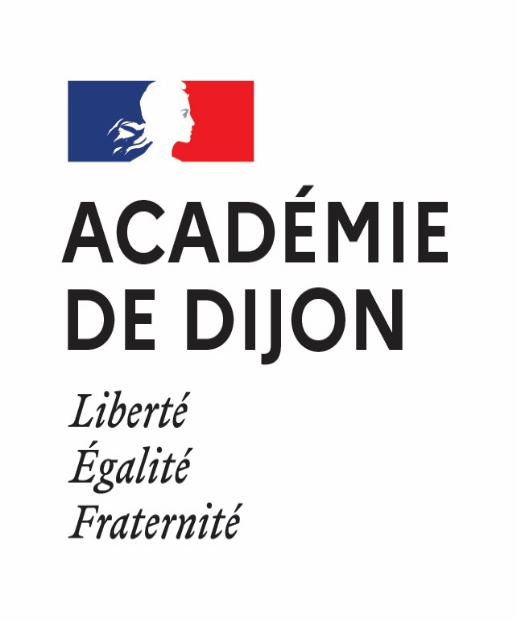 ACADÉMIE
DE DIJON
Liberté
Égalité
Fraternité